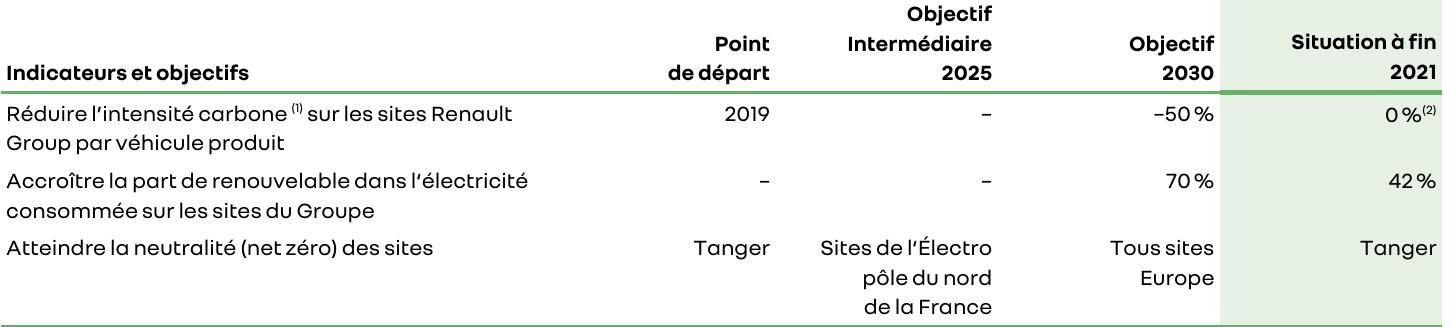 Indicateurs et objectifs
Point
de départ
Objectif
Intermédiaire
2025
Objectif
2030
Situation à fin
2021
Réduire l'intensité carbone (1) sur les sites Renault
Group par véhicule produit
2019
–
–50 %
0 %(2)
Accroître la part de renouvelable dans l'électricité
consommée sur les sites du Groupe
–
–
70 %
42 %
Atteindre la neutralité (net zéro) des sites
Tanger
Sites de l'Électro
pôle du nord
de la France
Tous sites
Europe
Tanger